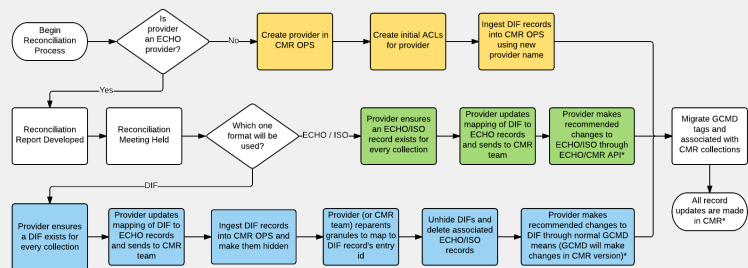 Begin
Reconciliation
Process
Is
provider
an ECHO
provider?
No
Create provider in
CMR OPS
Create initial ACLs
for provider
Ingest DIF records
into CMR OPS
using new
provider name
Yes
Reconciliation
Report Developed
Reconciliation
Meeting Held
Which one
format will be
used?
ECHO / ISO
Provider ensures
an ECHO/ISO
record exists for
every collection
Provider updates
mapping of DIF to
ECHO records
and sends to CMR
team
Provider makes
recommended
changes to
ECHO/ISO through
ECHO/CMR API*
Migrate GCMD
tags and
associated with
CMR collections
DIF
All record
updates are made
in CMR*
Provider ensures
a DIF exists for
every collection
Provider updates
mapping of DIF to
ECHO records
and sends to CMR
team
Ingest DIF records
into CMR OPS and
make them hidden
Provider (or CMR
team) reparents
granules to map to
DIF record's entry
id
Unhide DIFs and
delete associated
ECHO/ISO
records
Provider makes
recommended changes to
DIF through normal GCMD
means (GCMD will make
changes in CMR version)*